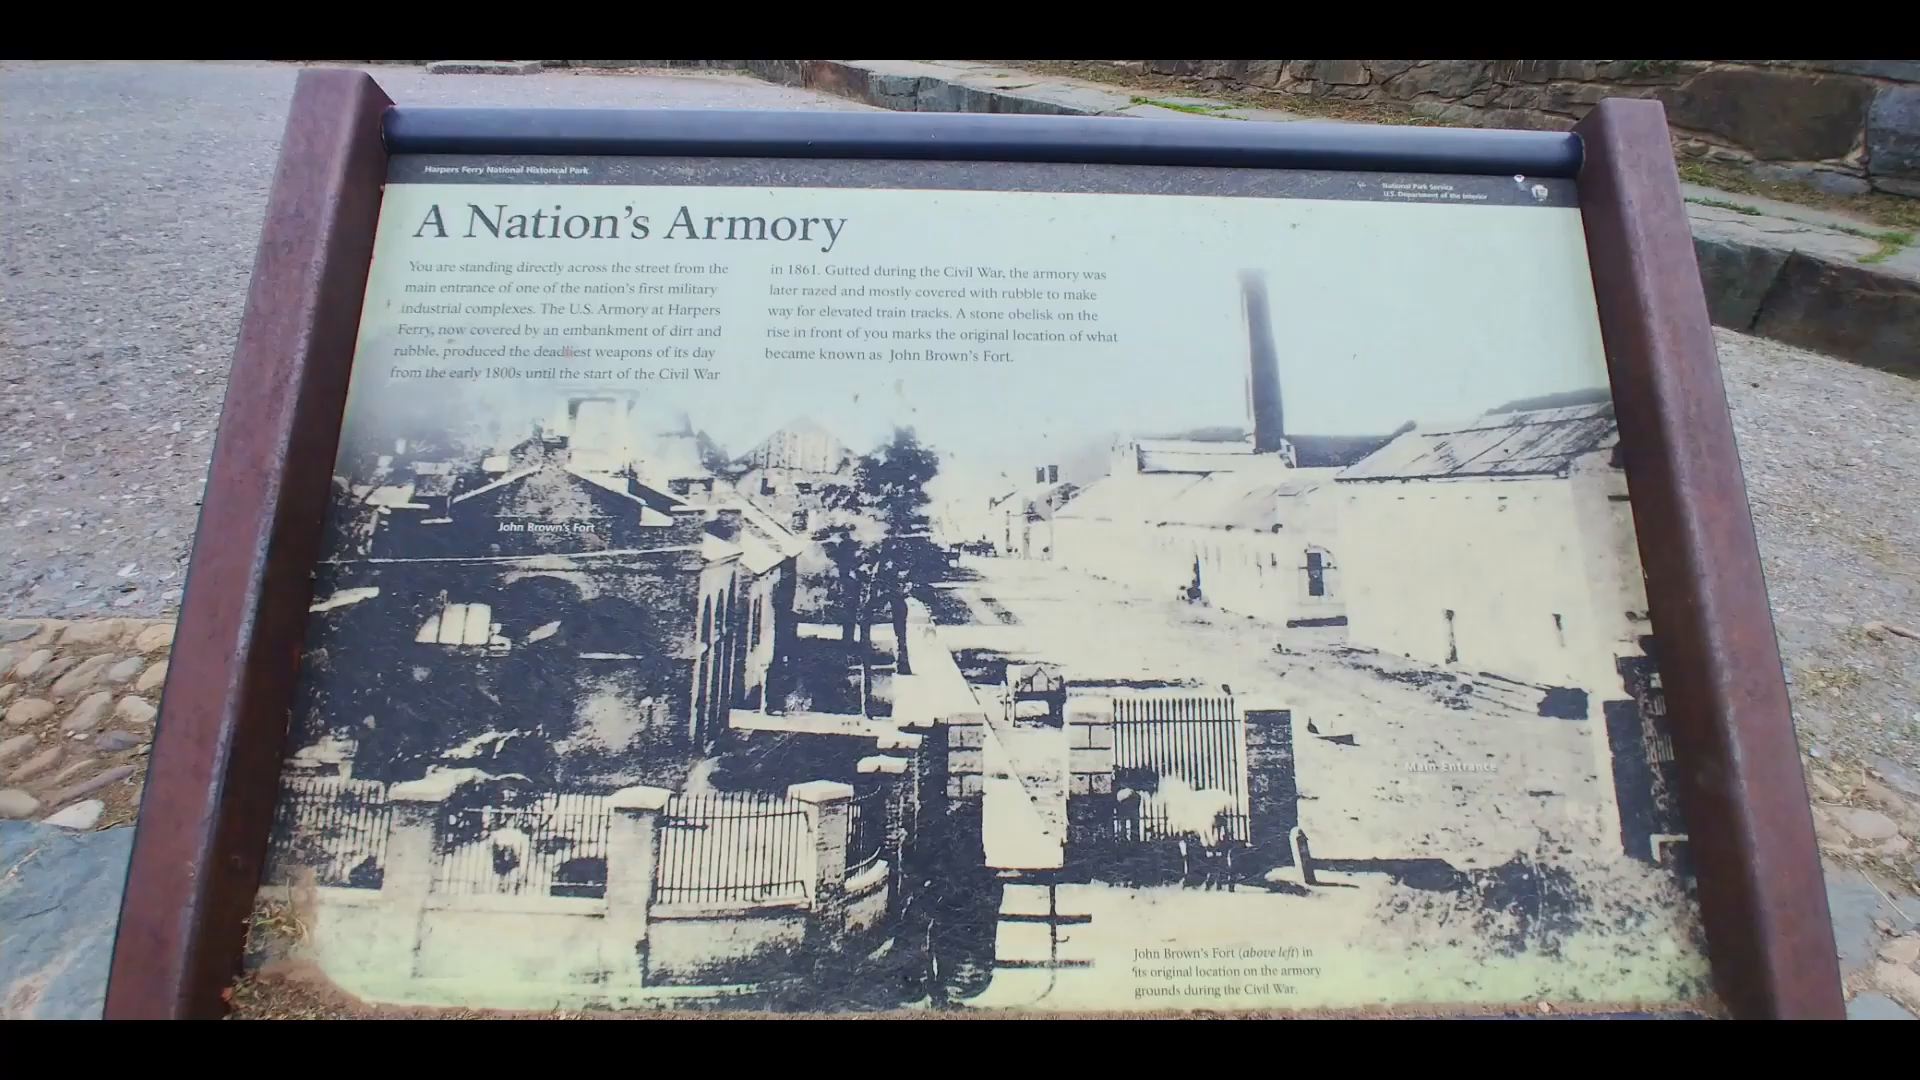 Harpers Ferry National Historical Park
National Park Service
U.S. Department of the Interior
A Nation's Armory
You are standing directly across the street from the
main entrance of one of the nation's first military
industrial complexes. The U.S. Armory at Harpers
Ferry, now covered by an embankment of dirt and
rubble, produced the deadliest weapons of its day
from the early 1800s until the start of the Civil War
in 1861. Gutted during the Civil War, the armory was
later razed and mostly covered with rubble to make
way for elevated train tracks. A stone obelisk on the
rise in front of you marks the original location of what
became known as John Brown's Fort.
John Brown's Fort
Main Entrance
John Brown's Fort (above left) in
its original location on the armory
grounds during the Civil War.